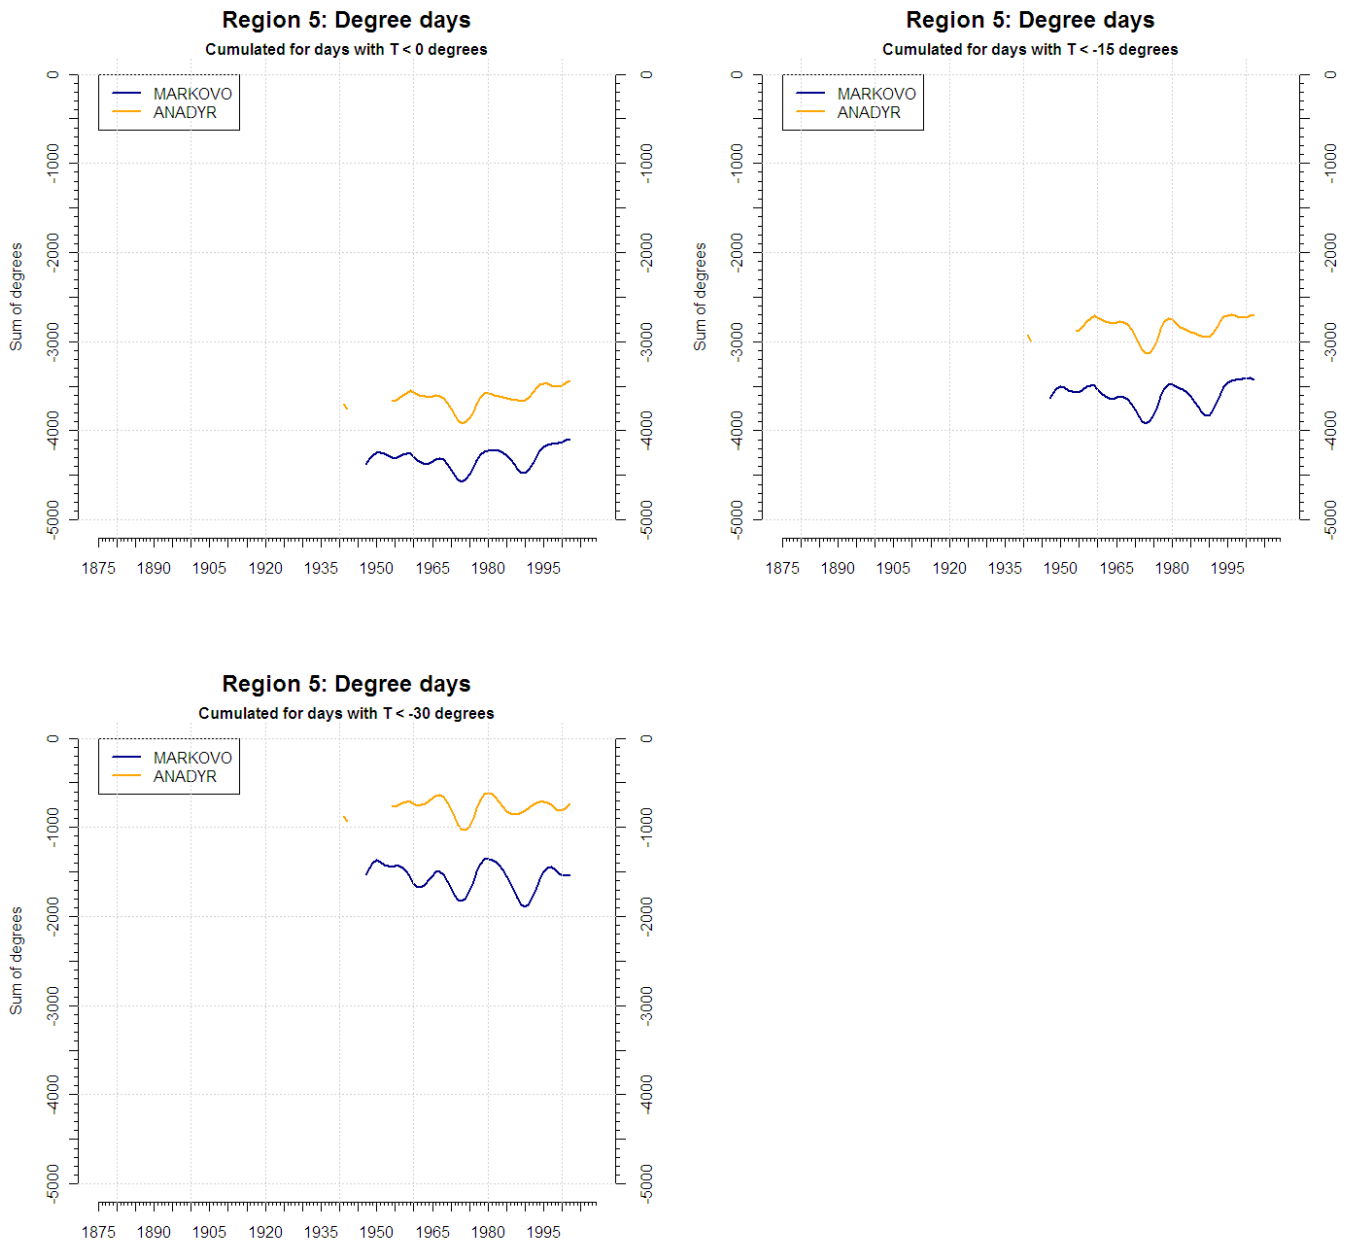 Region 5: Degree days
Cumulated for days with T < 0 degrees
MARKOVO
ANADYR
Sum of degrees
0
-1000
-2000
-3000
-4000
-5000
0
-1000
-2000
-3000
-4000
-5000
1875 1890 1905 1920 1935 1950 1965 1980 1995
Region 5: Degree days
Cumulated for days with T < -15 degrees
MARKOVO
ANADYR
Sum of degrees
0
-1000
-2000
-3000
-4000
-5000
0
-1000
-2000
-3000
-4000
-5000
1875 1890 1905 1920 1935 1950 1965 1980 1995
Region 5: Degree days
Cumulated for days with T < -30 degrees
MARKOVO
ANADYR
Sum of degrees
0
-1000
-2000
-3000
-4000
-5000
0
-1000
-2000
-3000
-4000
-5000
1875 1890 1905 1920 1935 1950 1965 1980 1995